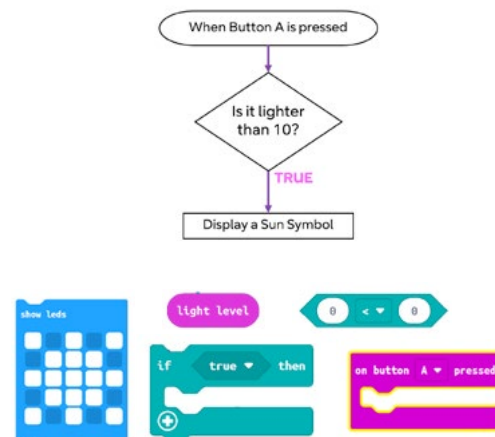 When Button A is pressed
Is it lighter
than 10?
TRUE
Display a Sun Symbol
show leds
light level
0 < 0
if true then
on button A pressed